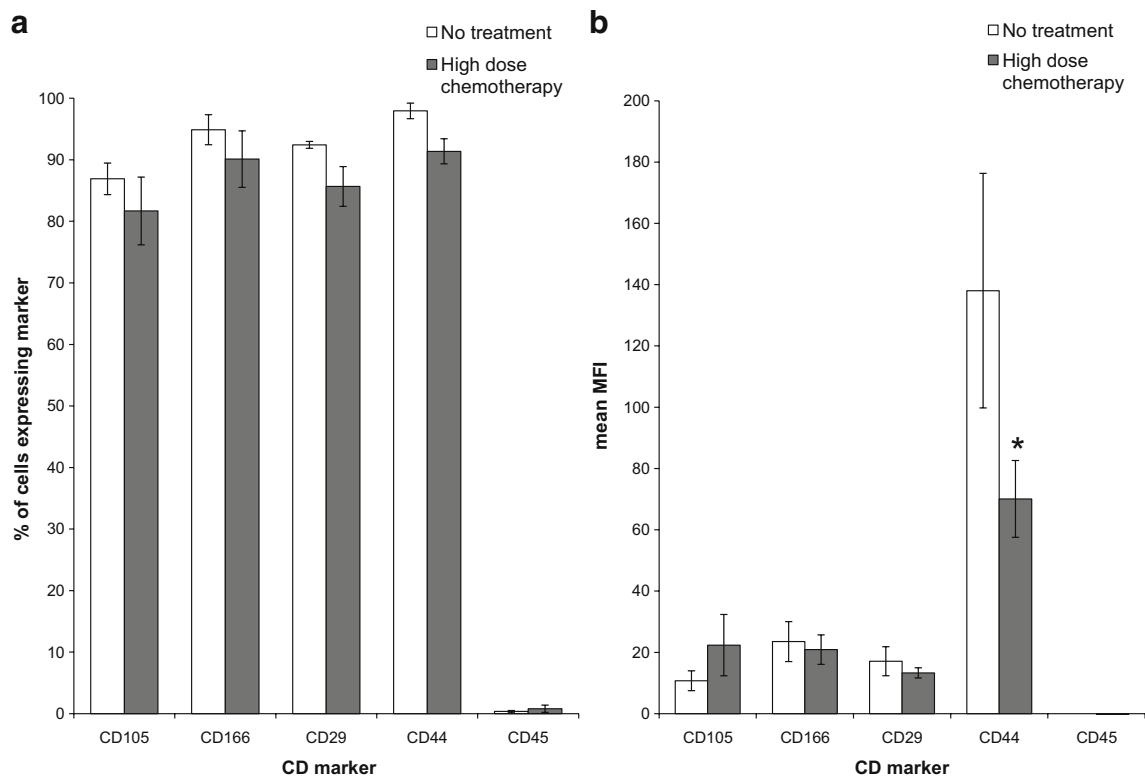 a
No treatment
High dose
chemotherapy
100
90
80
70
60
50
40
30
20
10
0
% of cells expressing marker
CD105 CD166 CD29 CD44 CD45
CD marker
b
No treatment
High dose
chemotherapy
200
180
160
140
120
100
80
60
40
20
0
mean MFI
*
CD105 CD166 CD29 CD44 CD45
CD marker